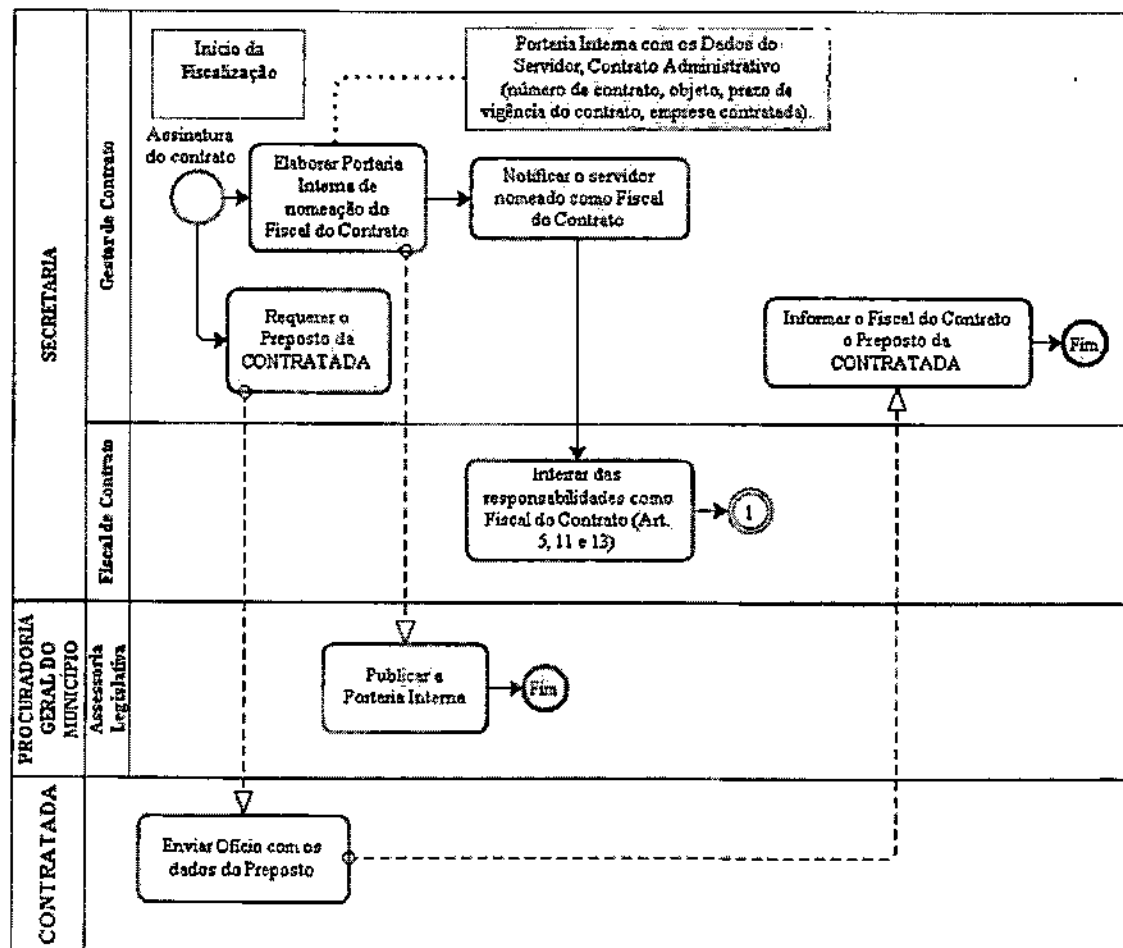 SECRETARIA
Gestor de Contrato
Início da
Fiscalização
Portaria Interna com os Dados do
Servidor, Contrato Administrativo
(número de contrato, objeto, prazo de
vigência do contrato, empresa contratada).
Assinatura
do contrato
Elaborar Portaria
Interna de
nomeação do
Fiscal do Contrato
Notificar o servidor
nomeado como Fiscal
do Contrato
Requerer o
Preposto da
CONTRATADA
Informar o Fiscal do Contrato
o Preposto da
CONTRATADA
Fim
Fiscal de Contrato
Inteirar das
responsabilidades como
Fiscal do Contrato (Art.
5, 11 e 13)
1
PROCURADORIA
GERAL DO
MUNICÍPIO
Assessoria
Legislativa
Publicar a
Portaria Interna
Fim
CONTRATADA
Enviar Ofício com os
dados do Preposto